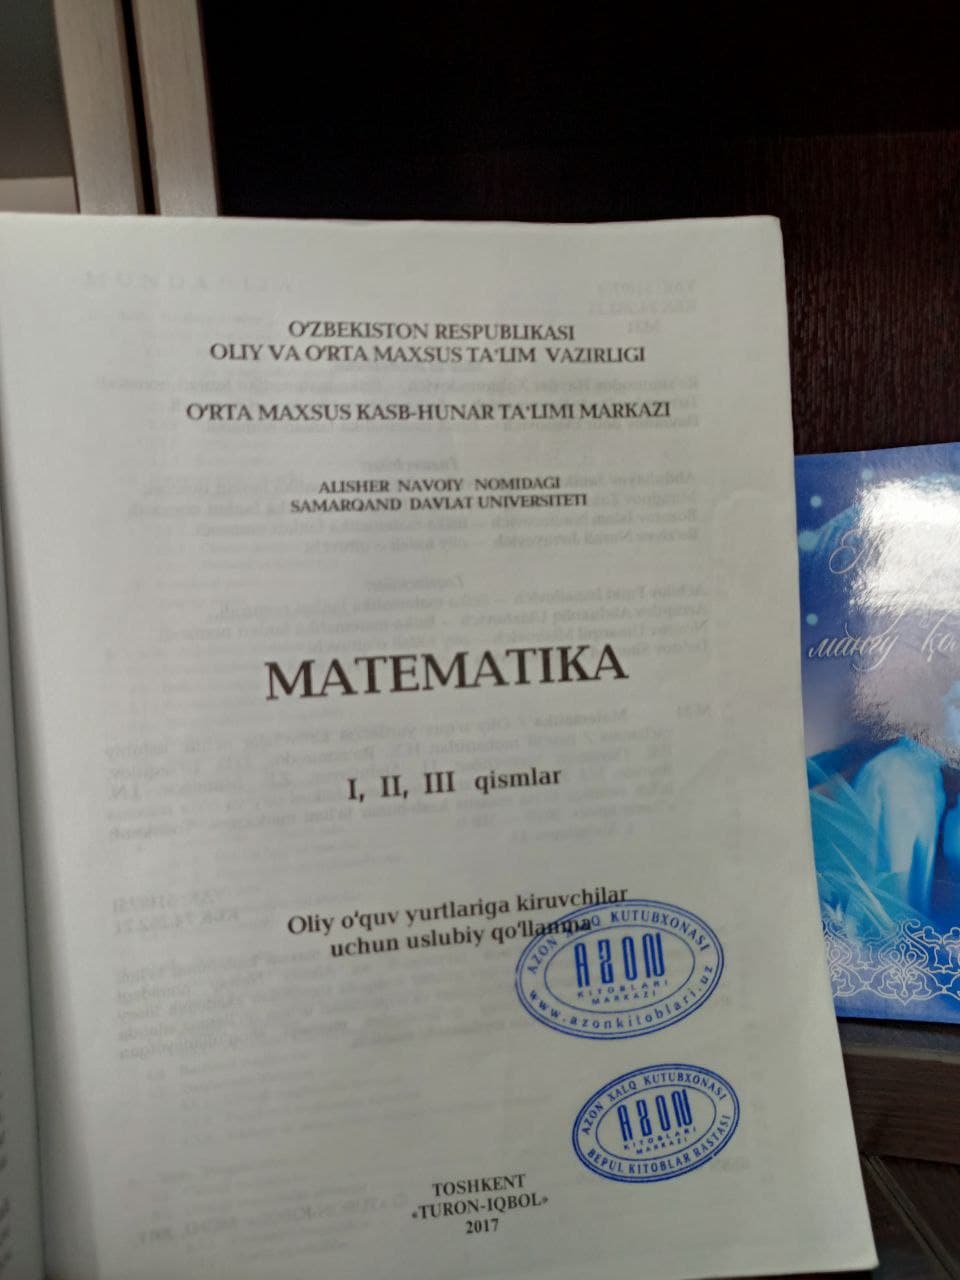 O‘ZBEKISTON RESPUBLIKASI
OLIY VA O‘RTA MAXSUS TA‘LIM VAZIRLIGI
O‘RTA MAXSUS KASB-HUNAR TA‘LIMI MARKAZI
ALISHER NAVOIY NOMIDAGI
SAMARQAND DAVLAT UNIVERSITETI
MATEMATIKA
I, II, III qismlar
Oliy o‘quv yurtlariga kiruvchilar
uchun uslubiy qo‘llanma
AZON XALQ KUTUBXONASI
AZON
KITOBLARI
MARKAZI
www.azonkitoblari.uz
AZON XALQ KUTUBXONASI
AZON
KITOBLARI
MARKAZI
BEPUL KITOBLAR RASTASI
TOSHKENT
«TURON-IQBOL»
2017
мангу